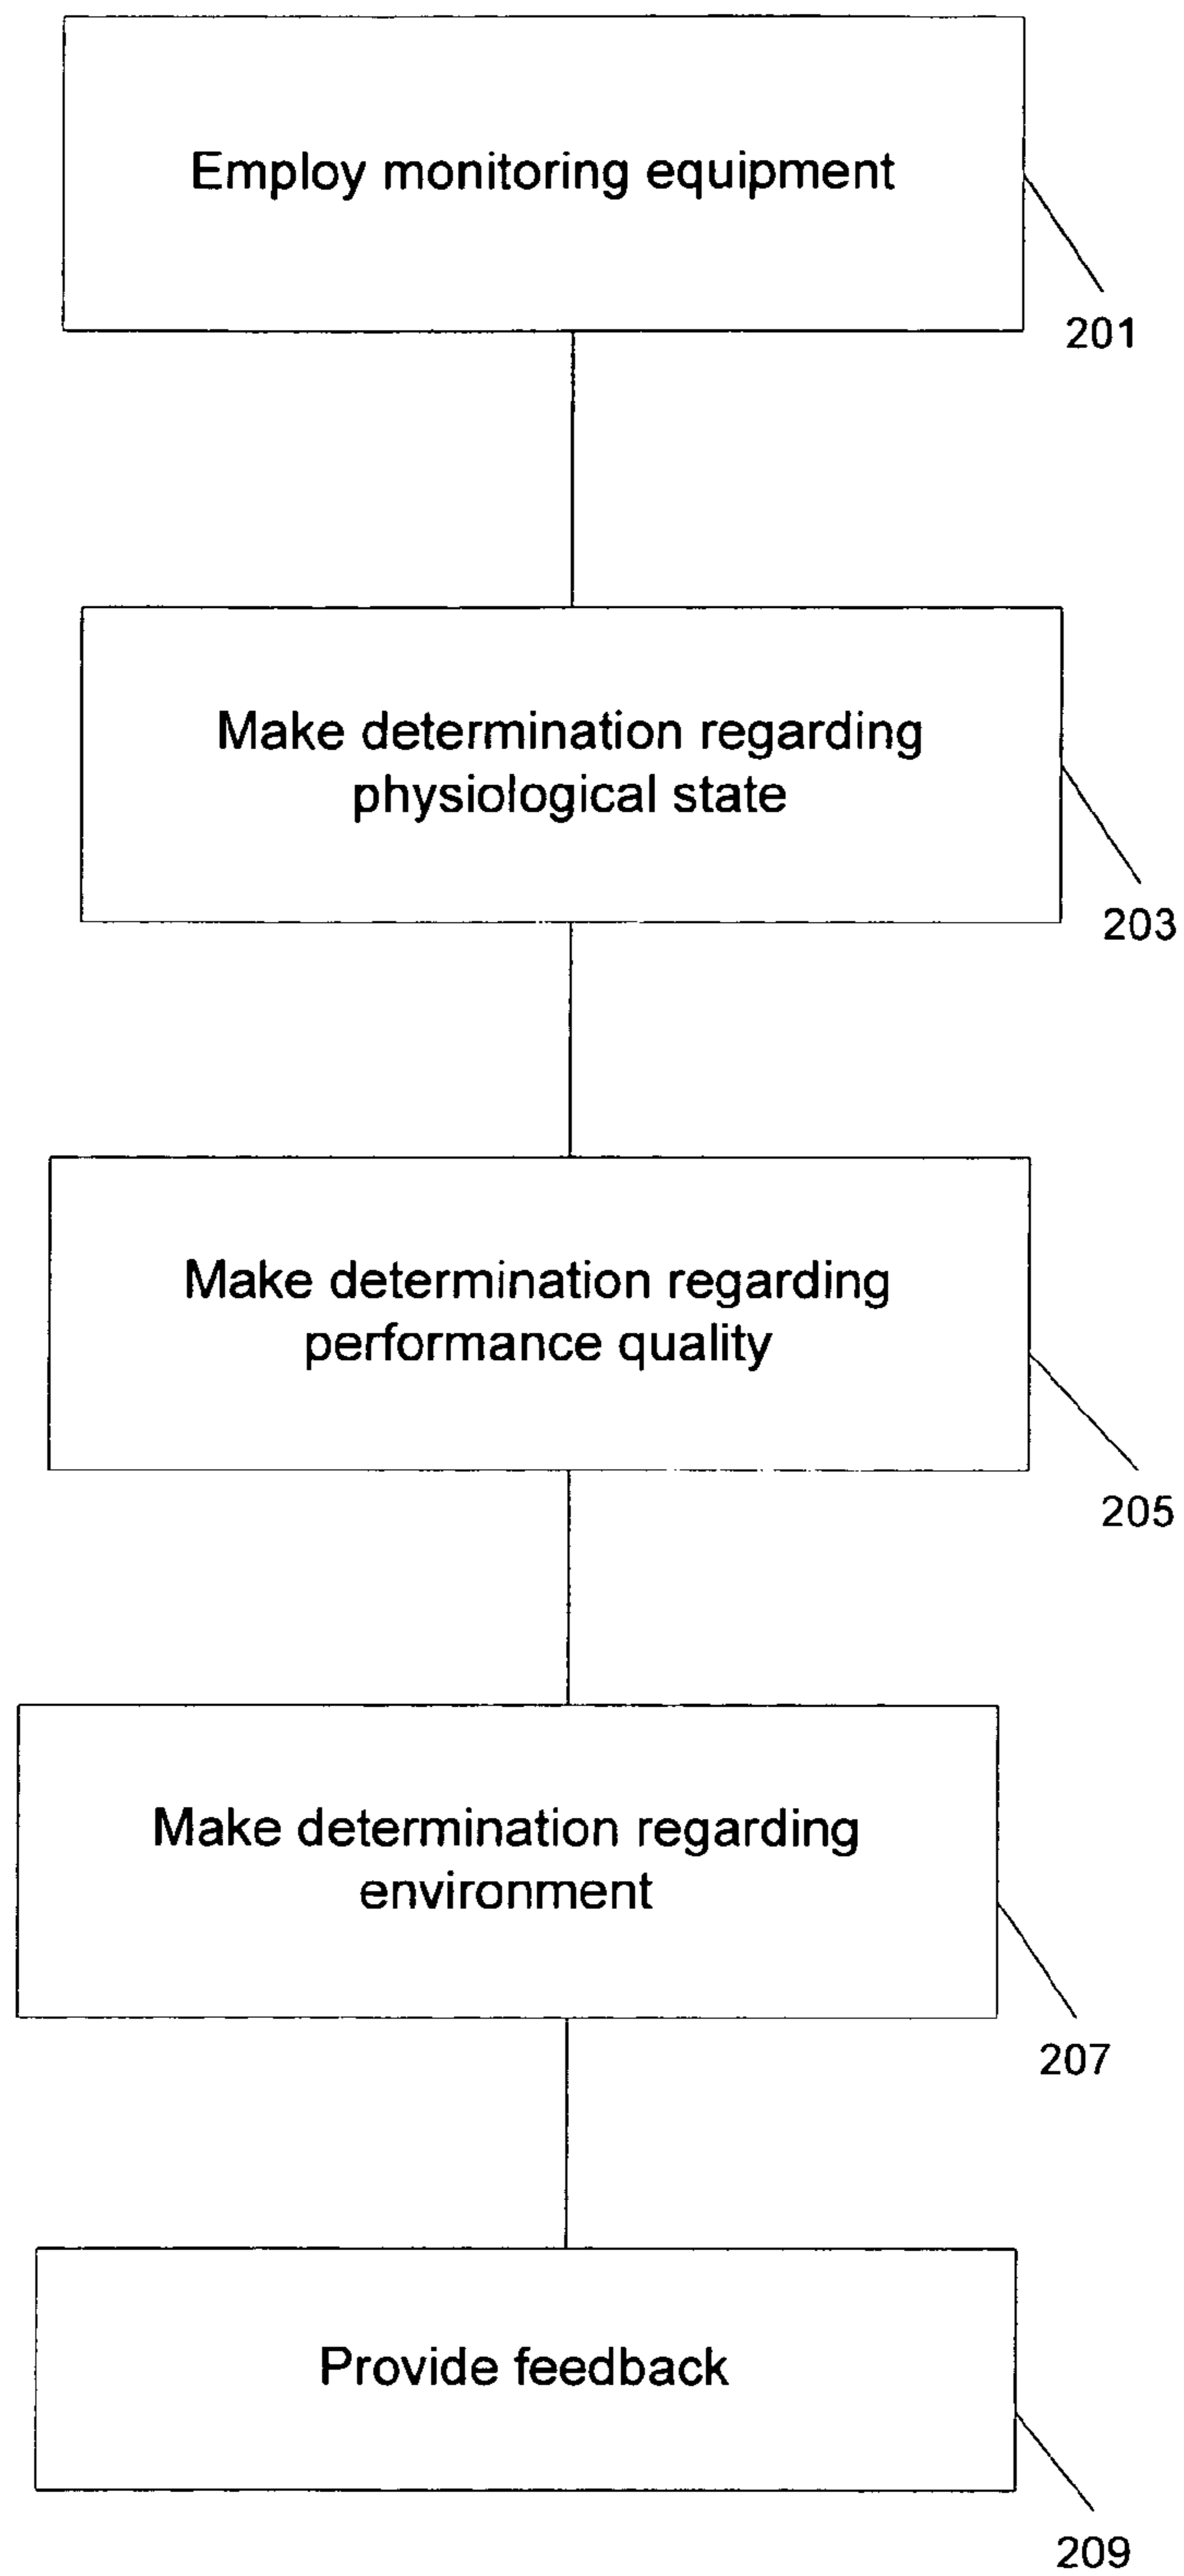 Employ monitoring equipment
201
Make determination regarding
physiological state
203
Make determination regarding
performance quality
205
Make determination regarding
environment
207
Provide feedback
209